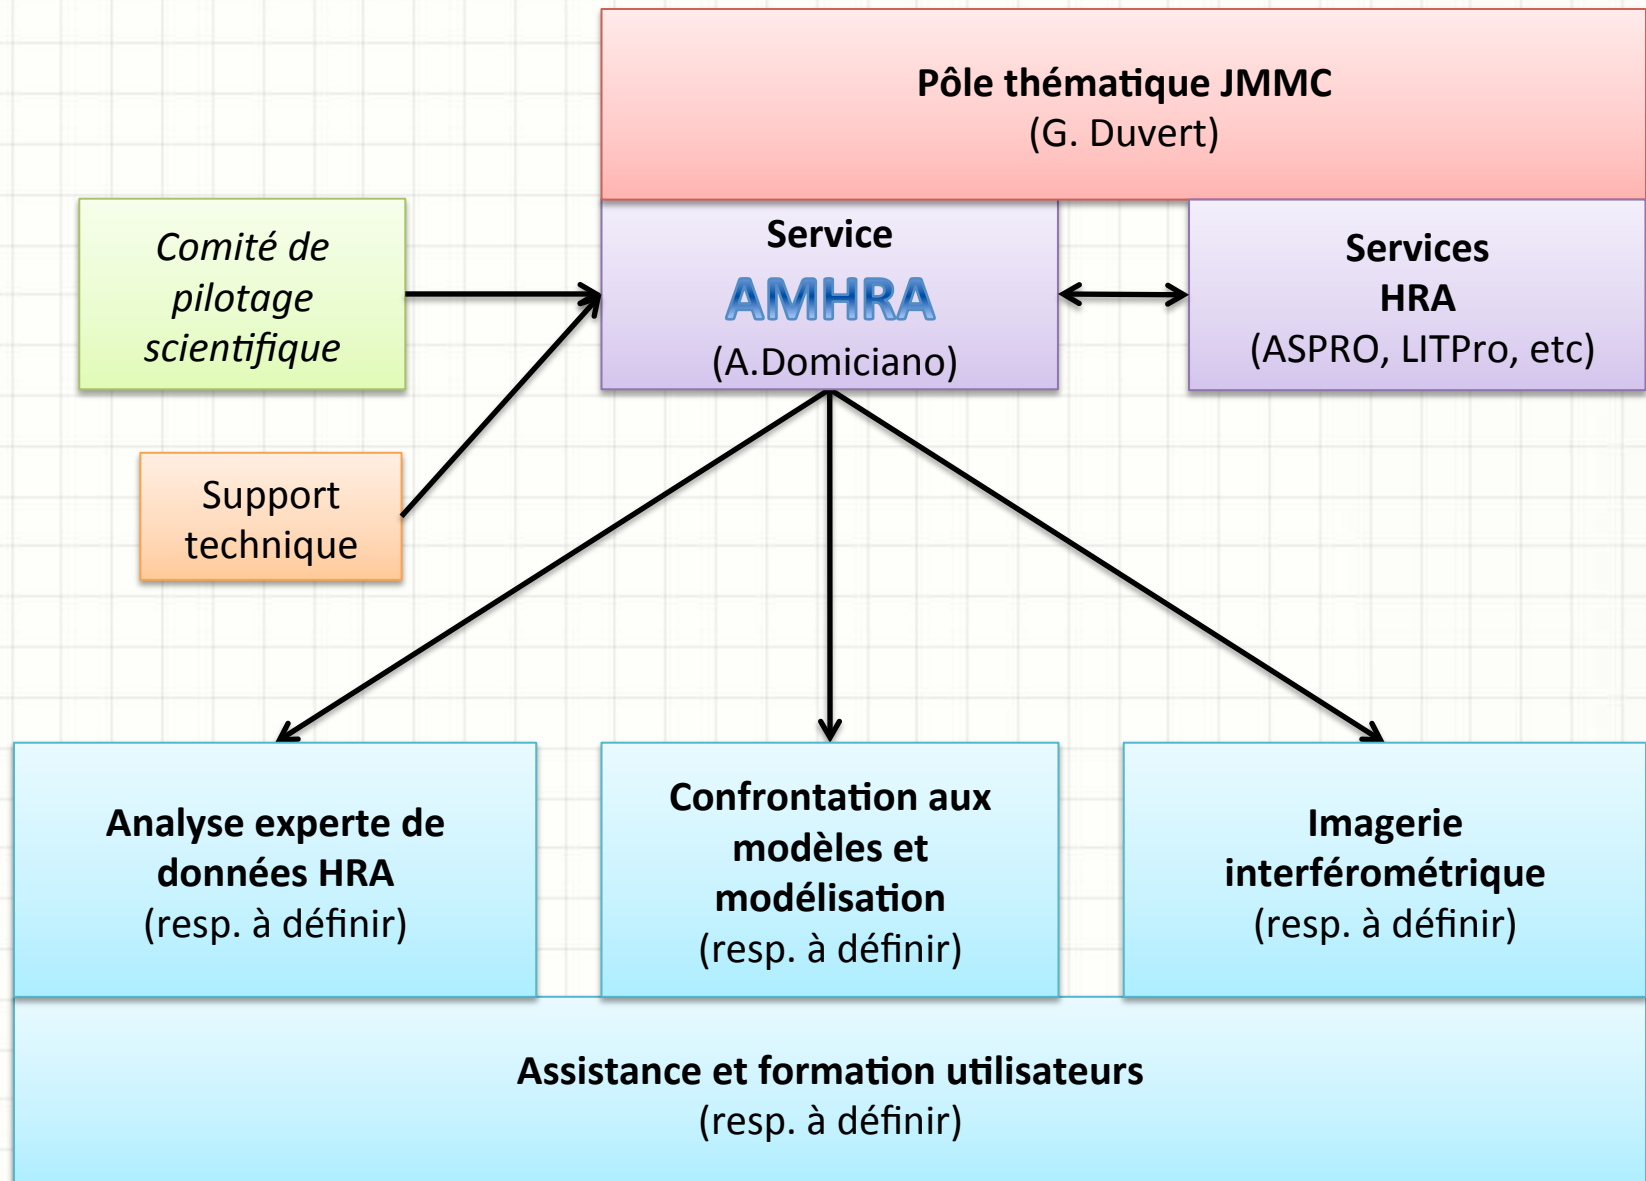 Pôle thématique JMMC
(G. Duvert)
Comité de
pilotage
scientifique
Service
AMHRA
(A.Domiciano)
Services
HRA
(ASPRO, LITPro, etc)
Support
technique
Analyse experte de
données HRA
(resp. à définir)
Confrontation aux
modèles et
modélisation
(resp. à définir)
Imagerie
interférométrique
(resp. à définir)
Assistance et formation utilisateurs
(resp. à définir)